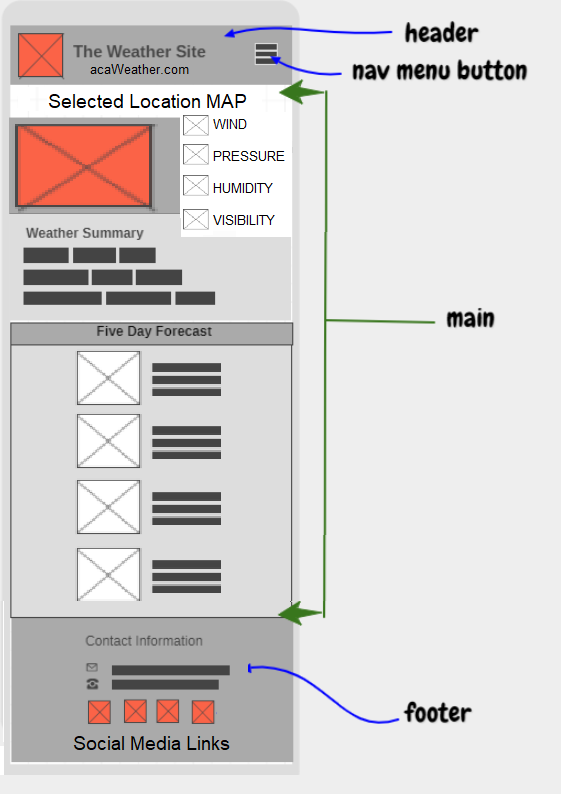 The Weather Site
acaWeather.com
header
nav menu button
Selected Location MAP
WIND
PRESSURE
HUMIDITY
VISIBILITY
Weather Summary
main
Five Day Forecast
Contact Information
footer
Social Media Links